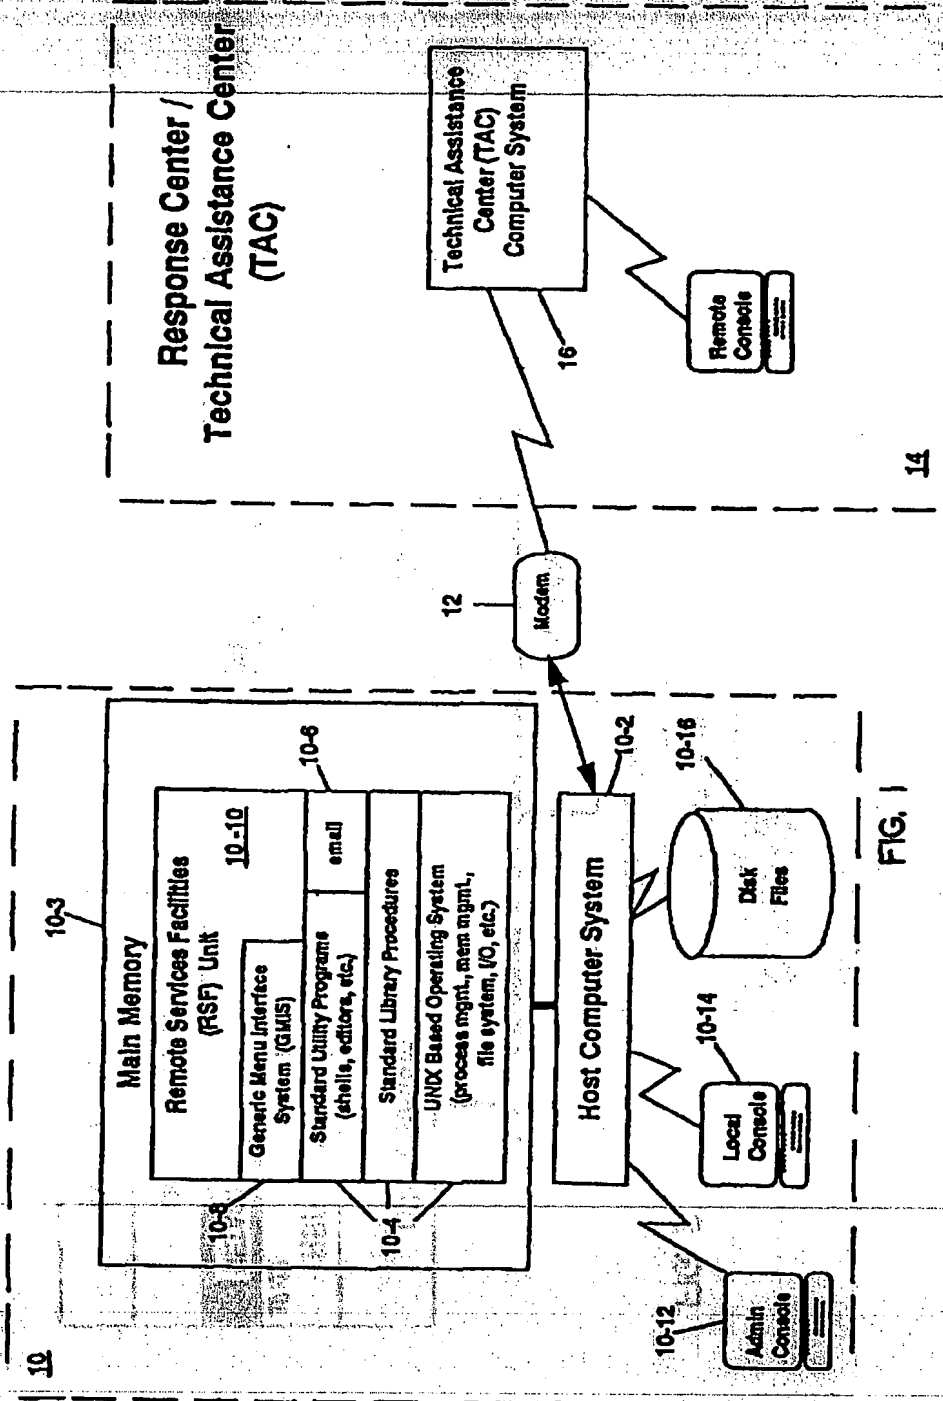 10
Main Memory
10-3
Remote Services Facilities
(RSF) Unit
10-10
Generic Menu Interface
System (GMIS)
10-8
Standard Utility Programs
(shells, editors, etc.)
email
10-6
Standard Library Procedures
10-4
UNIX Based Operating System
(process mgmt., mem mgmt.,
file system, I/O, etc.)
Host Computer System
10-2
Admin
Console
10-12
Local
Console
10-14
Disk
Files
10-16
12
Modem
Response Center /
Technical Assistance Center
(TAC)
Technical Assistance
Center (TAC)
Computer System
16
Remote
Console
14
FIG. 1